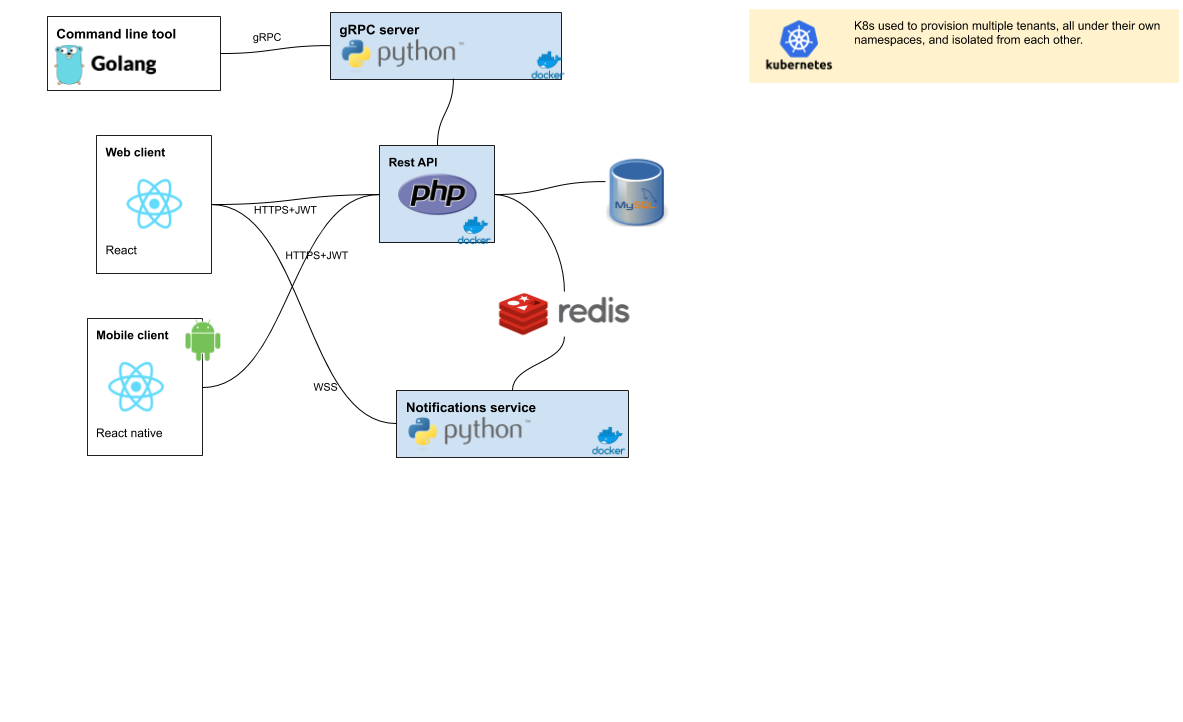 Command line tool
Golang
gRPC
gRPC server
python™
docker
kubernetes
K8s used to provision multiple tenants, all under their own
namespaces, and isolated from each other.
Web client
React
HTTPS+JWT
HTTPS+JWT
Rest API
php
docker
MySQL
redis
Mobile client
React native
WSS
Notifications service
python™
docker